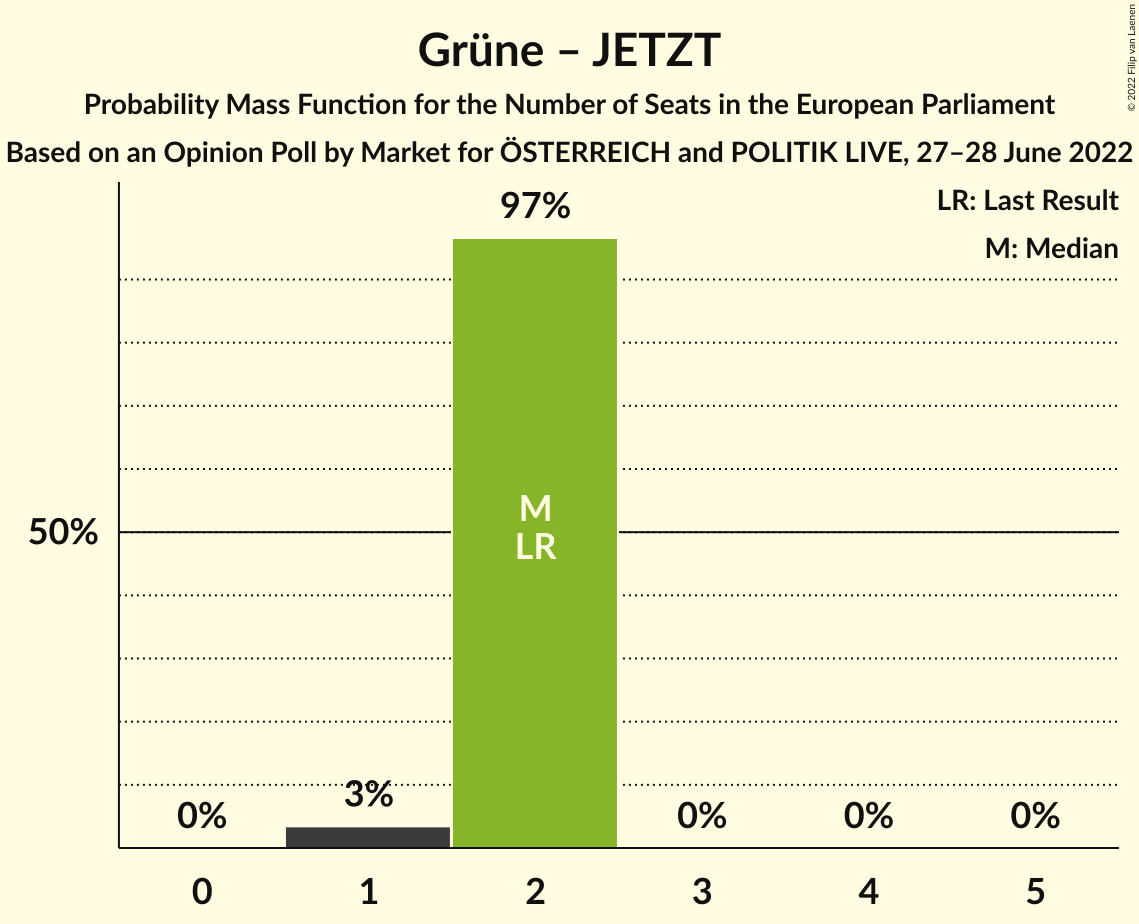 Grüne – JETZT
Probability Mass Function for the Number of Seats in the European Parliament
Based on an Opinion Poll by Market for ÖSTERREICH and POLITIK LIVE, 27–28 June 2022
© 2022 Filip van Laenen
LR: Last Result
M: Median
97%
50%
M
LR
0%
3%
0%
0%
0%
0
1
2
3
4
5